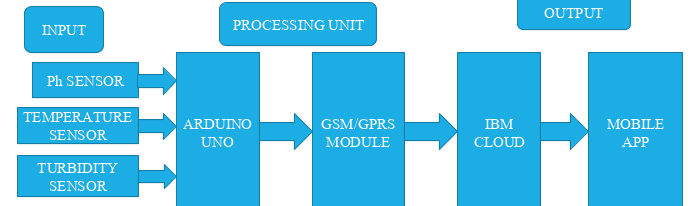 INPUT
PROCESSING UNIT
OUTPUT
Ph SENSOR
TEMPERATURE
SENSOR
TURBIDITY
SENSOR
ARDUINO
UNO
GSM/GPRS
MODULE
IBM
CLOUD
MOBILE
APP